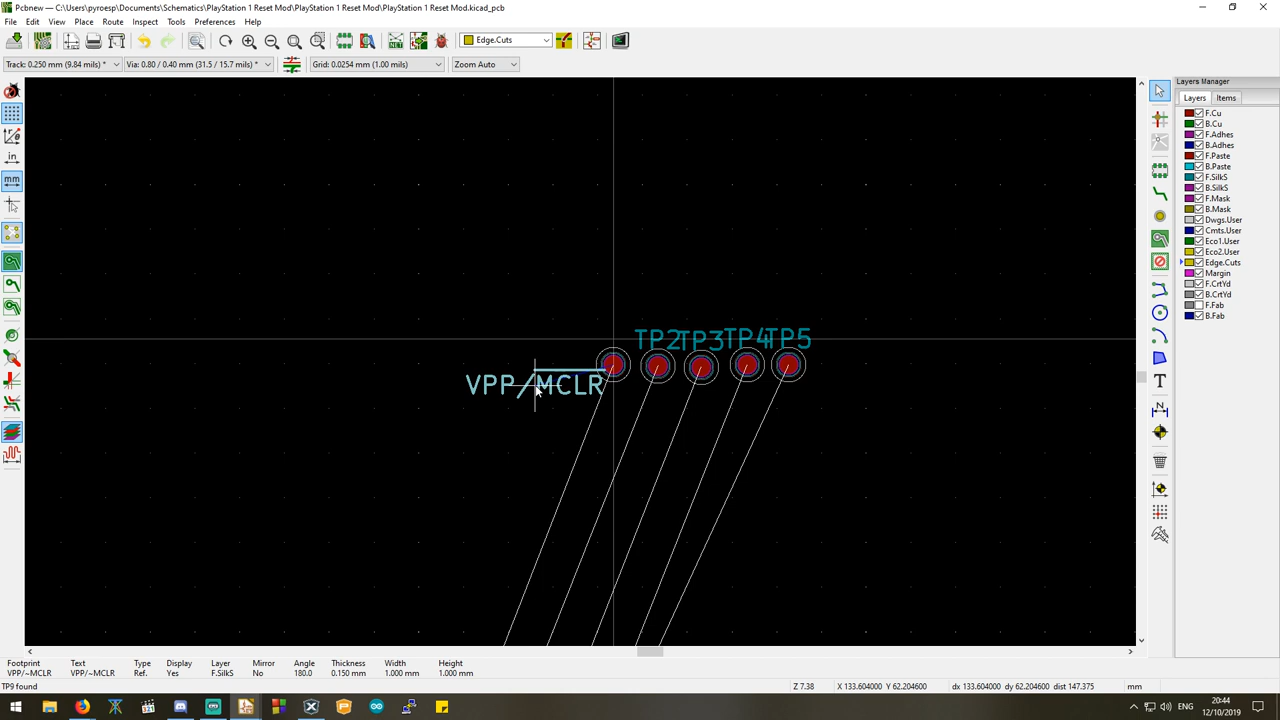 Pcbnew — C:\Users\pyroesp\Documents\Schematics\PlayStation 1 Reset Mod\PlayStation 1 Reset Mod\PlayStation 1 Reset Mod.kicad_pcb
File Edit View Place Route Inspect Tools Preferences Help
Edge.Cuts
Track: 0.250 mm (9.84 mils) * Via: 0.80 / 0.40 mm (31.5 / 15.7 mils) * Grid: 0.0254 mm (1.00 mils) Zoom Auto
Layers Manager
Layers Items
F.Cu
B.Cu
F.Adhes
B.Adhes
F.Paste
B.Paste
F.SilkS
B.SilkS
F.Mask
B.Mask
Dwgs.User
Cmts.User
Eco1.User
Eco2.User
Edge.Cuts
Margin
F.CrtYd
B.CrtYd
F.Fab
B.Fab
in
mm
NET
TP2 TP3 TP4 TP5
VPP/MCLR
Footprint Text Type Display Layer Mirror Angle Thickness Width Height
VPP/~MCLR VPP/~MCLR Ref. Yes F.SilkS No 180.0 0.150 mm 1.000 mm 1.000 mm
TP9 found Z 7.38 X 133.604000 Y 62.204600 dx 133.604000 dy 62.204600 dist 147.375 mm
ENG 20:44
12/10/2019